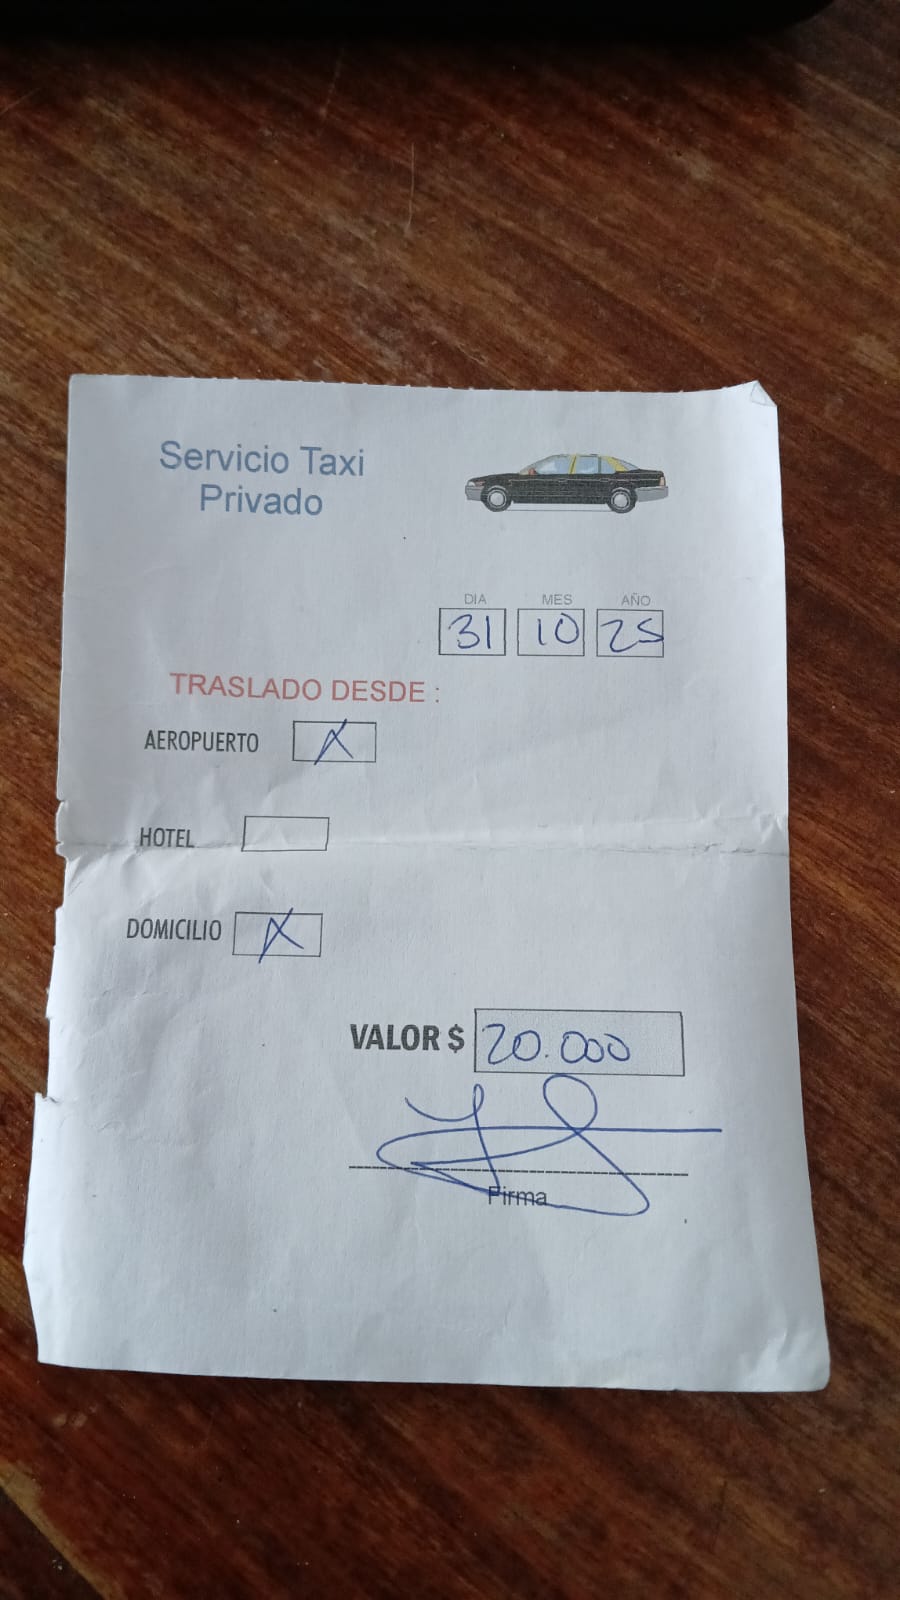 Servicio Taxi
Privado
DIA MES AÑO
31 10 25
TRASLADO DESDE :
AEROPUERTO X
HOTEL
DOMICILIO X
VALOR $ 20.000
Firma